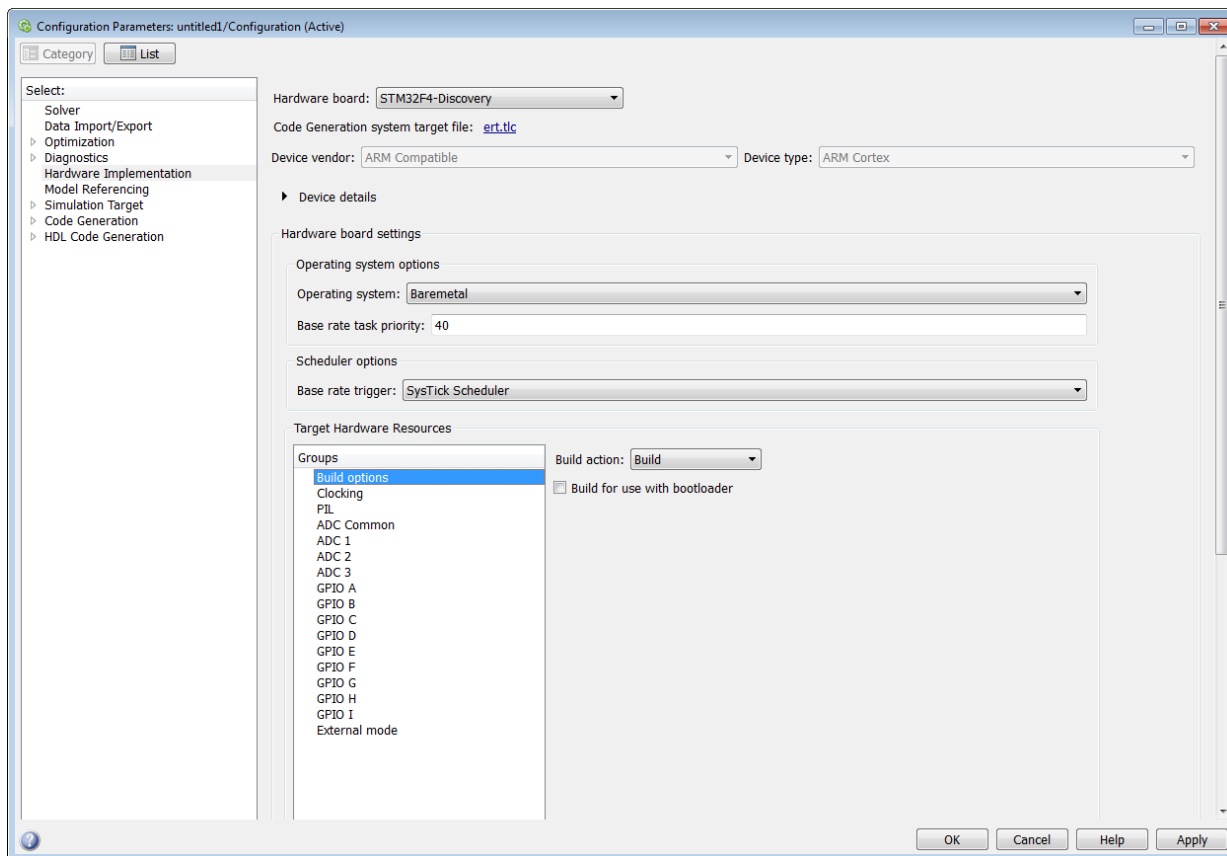 Configuration Parameters: untitled1/Configuration (Active)
Category List
Select:
Solver
Data Import/Export
Optimization
Diagnostics
Hardware Implementation
Model Referencing
Simulation Target
Code Generation
HDL Code Generation
Hardware board: STM32F4-Discovery
Code Generation system target file: ert.tlc
Device vendor: ARM Compatible Device type: ARM Cortex
Device details
Hardware board settings
Operating system options
Operating system: Baremetal
Base rate task priority: 40
Scheduler options
Base rate trigger: SysTick Scheduler
Target Hardware Resources
Groups
Build options
Clocking
PIL
ADC Common
ADC 1
ADC 2
ADC 3
GPIO A
GPIO B
GPIO C
GPIO D
GPIO E
GPIO F
GPIO G
GPIO H
GPIO I
External mode
Build action: Build
Build for use with bootloader
OK Cancel Help Apply